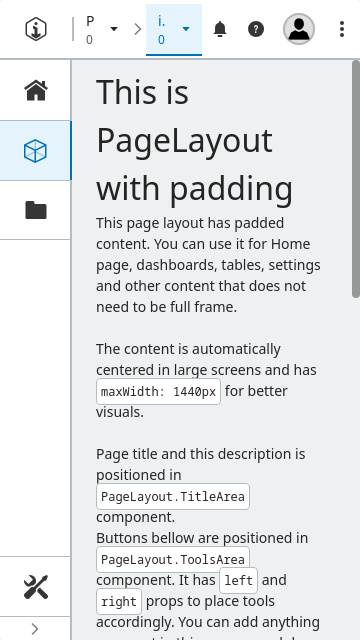 P
0
i.
0
This is
PageLayout
with padding
This page layout has padded
content. You can use it for Home
page, dashboards, tables, settings
and other content that does not
need to be full frame.
The content is automatically
centered in large screens and has
maxWidth: 1440px for better
visuals.
Page title and this description is
positioned in
PageLayout.TitleArea
component.
Buttons bellow are positioned in
PageLayout.ToolsArea
component. It has left and
right props to place tools
accordingly. You can add anything